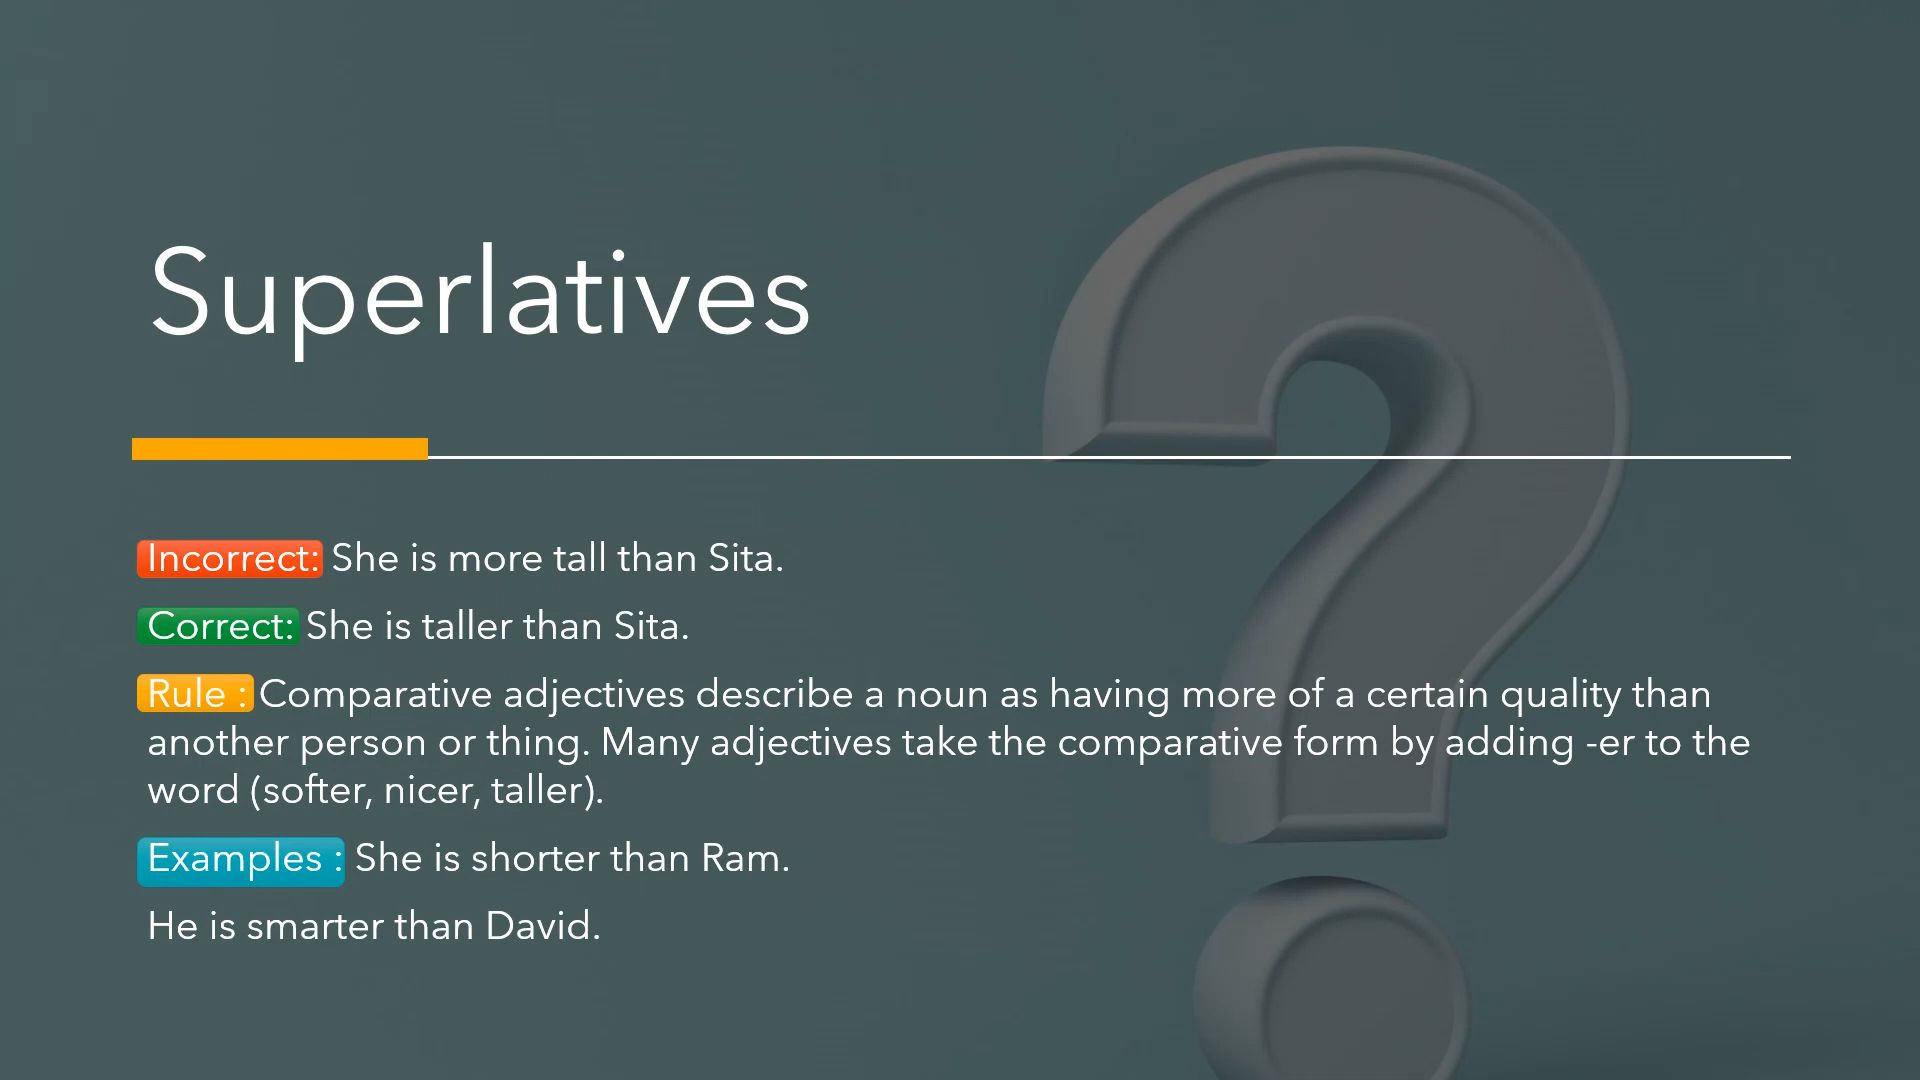 Superlatives
Incorrect: She is more tall than Sita.
Correct: She is taller than Sita.
Rule : Comparative adjectives describe a noun as having more of a certain quality than
another person or thing. Many adjectives take the comparative form by adding -er to the
word (softer, nicer, taller).
Examples : She is shorter than Ram.
He is smarter than David.